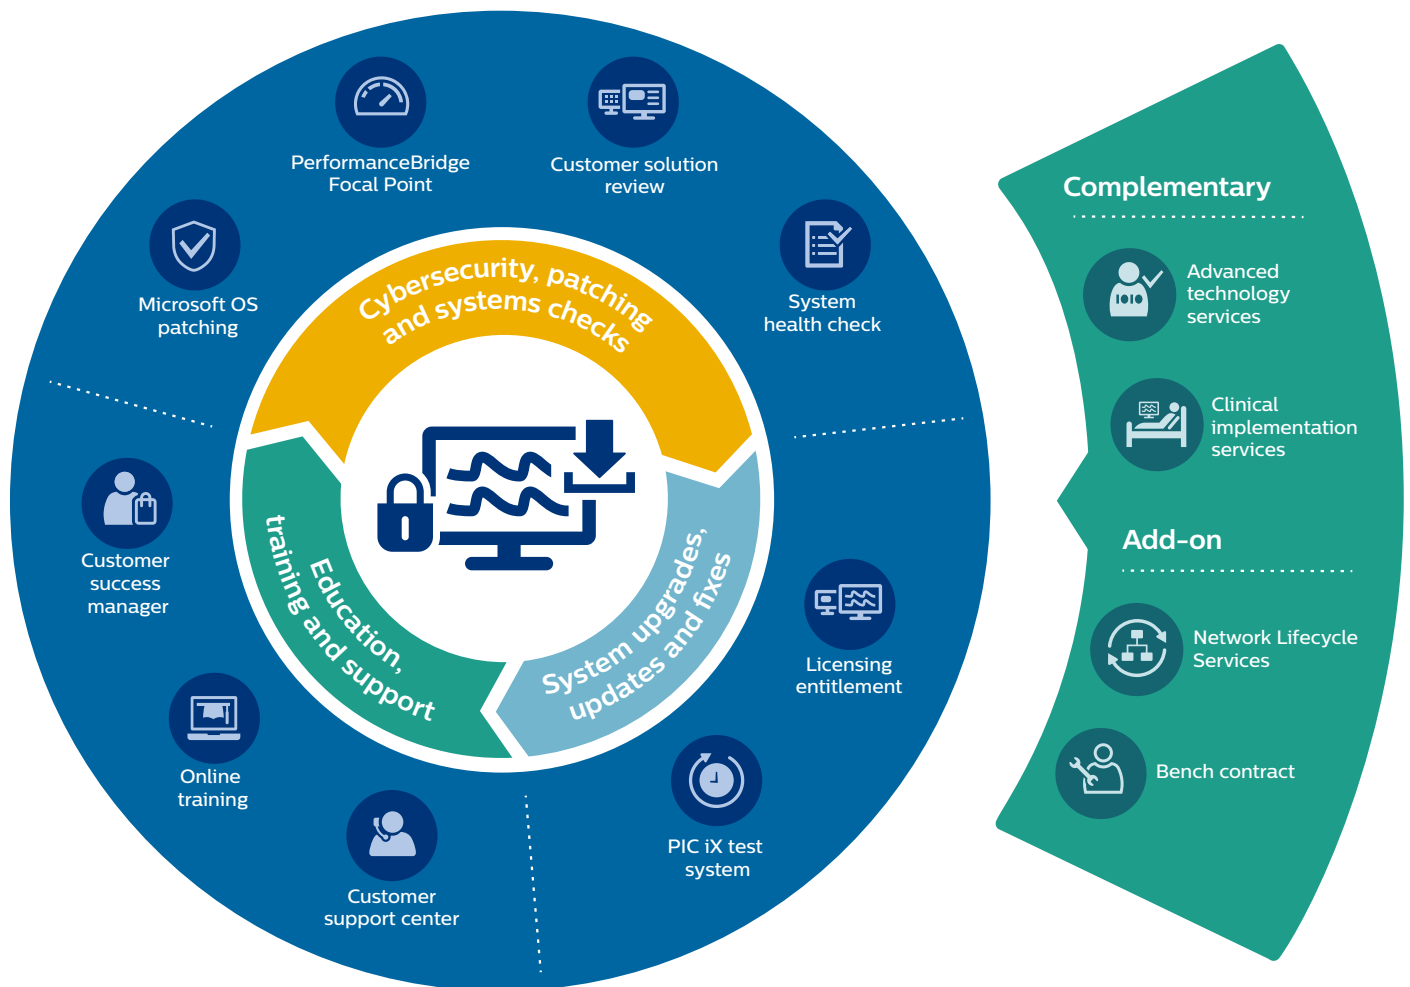 PerformanceBridge
Focal Point
Customer solution
review
Microsoft OS
patching
System
health check
Cybersecurity, patching
and systems checks
Customer
success
manager
Education,
training and support
System upgrades,
updates and fixes
Licensing
entitlement
Online
training
PIC iX test
system
Customer
support center
Complementary
Advanced
technology
services
1010
Clinical
implementation
services
Add-on
Network Lifecycle
Services
Bench contract